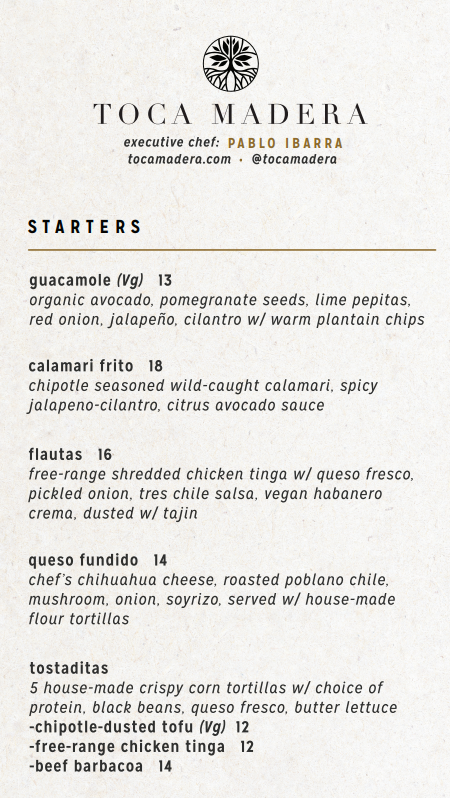 TOCA MADERA
executive chef: PABLO IBARRA
tocamadera.com • @tocamadera
STARTERS
guacamole (Vg) 13
organic avocado, pomegranate seeds, lime pepitas,
red onion, jalapeño, cilantro w/ warm plantain chips
calamari frito 18
chipotle seasoned wild-caught calamari, spicy
jalapeno-cilantro, citrus avocado sauce
flautas 16
free-range shredded chicken tinga w/ queso fresco,
pickled onion, tres chile salsa, vegan habanero
crema, dusted w/ tajin
queso fundido 14
chef's chihuahua cheese, roasted poblano chile,
mushroom, onion, soyrizo, served w/ house-made
flour tortillas
tostaditas
5 house-made crispy corn tortillas w/ choice of
protein, black beans, queso fresco, butter lettuce
-chipotle-dusted tofu (Vg) 12
-free-range chicken tinga 12
-beef barbacoa 14